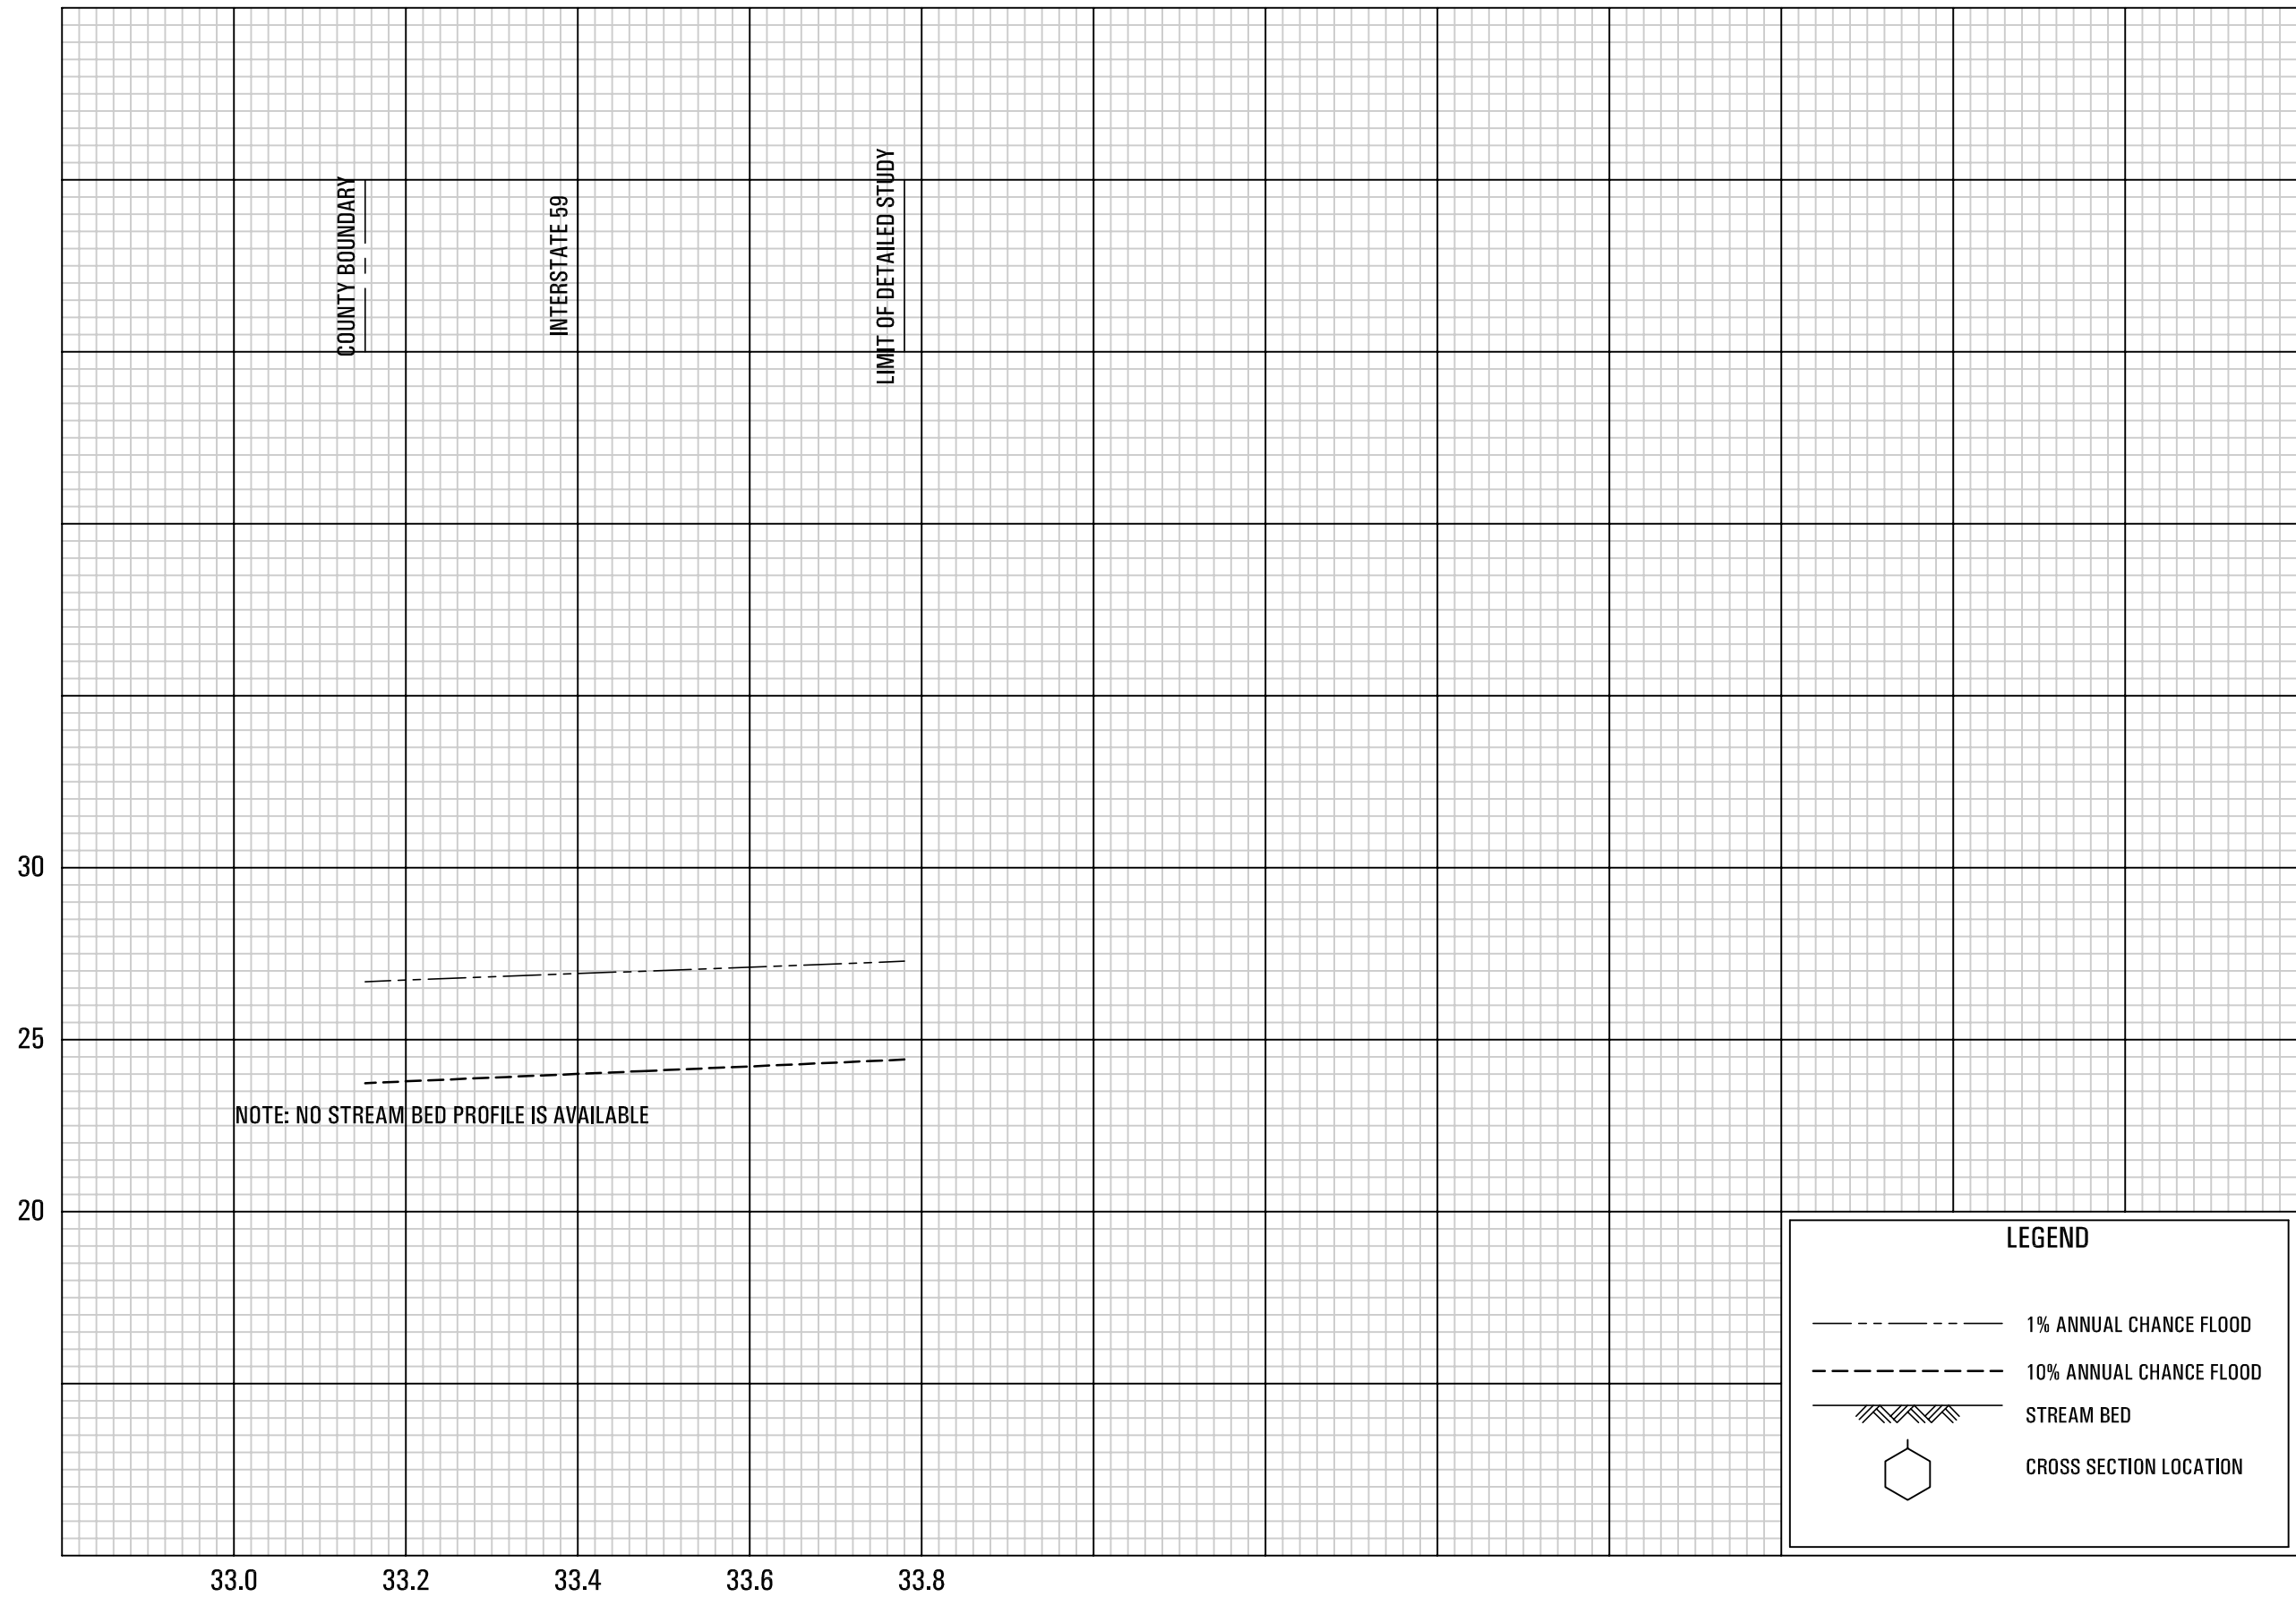 COUNTY BOUNDARY
INTERSTATE 59
LIMIT OF DETAILED STUDY
30
25
NOTE: NO STREAM BED PROFILE IS AVAILABLE
20
LEGEND
1% ANNUAL CHANCE FLOOD
10% ANNUAL CHANCE FLOOD
STREAM BED
CROSS SECTION LOCATION
33.0 33.2 33.4 33.6 33.8